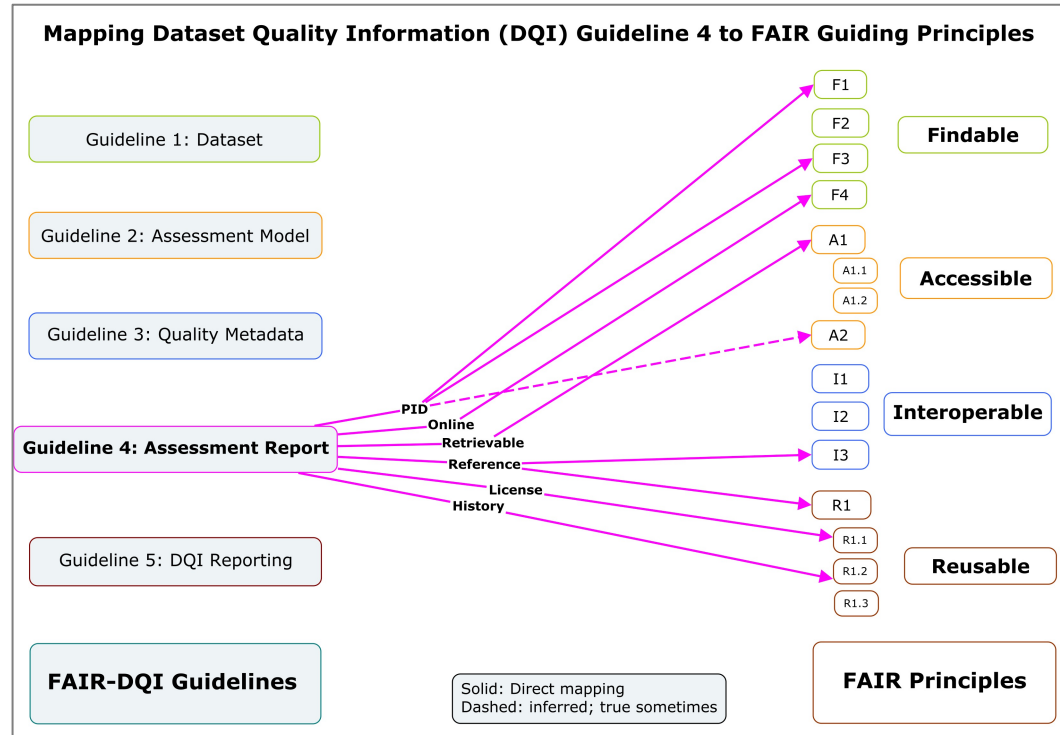 Mapping Dataset Quality Information (DQI) Guideline 4 to FAIR Guiding Principles
Guideline 1: Dataset
Guideline 2: Assessment Model
Guideline 3: Quality Metadata
Guideline 4: Assessment Report
Guideline 5: DQI Reporting
FAIR-DQI Guidelines
PID
Online
Retrievable
Reference
License
History
Solid: Direct mapping
Dashed: inferred; true sometimes
F1
F2
F3
F4
A1
A1.1
A1.2
A2
I1
I2
I3
R1
R1.1
R1.2
R1.3
Findable
Accessible
Interoperable
Reusable
FAIR Principles